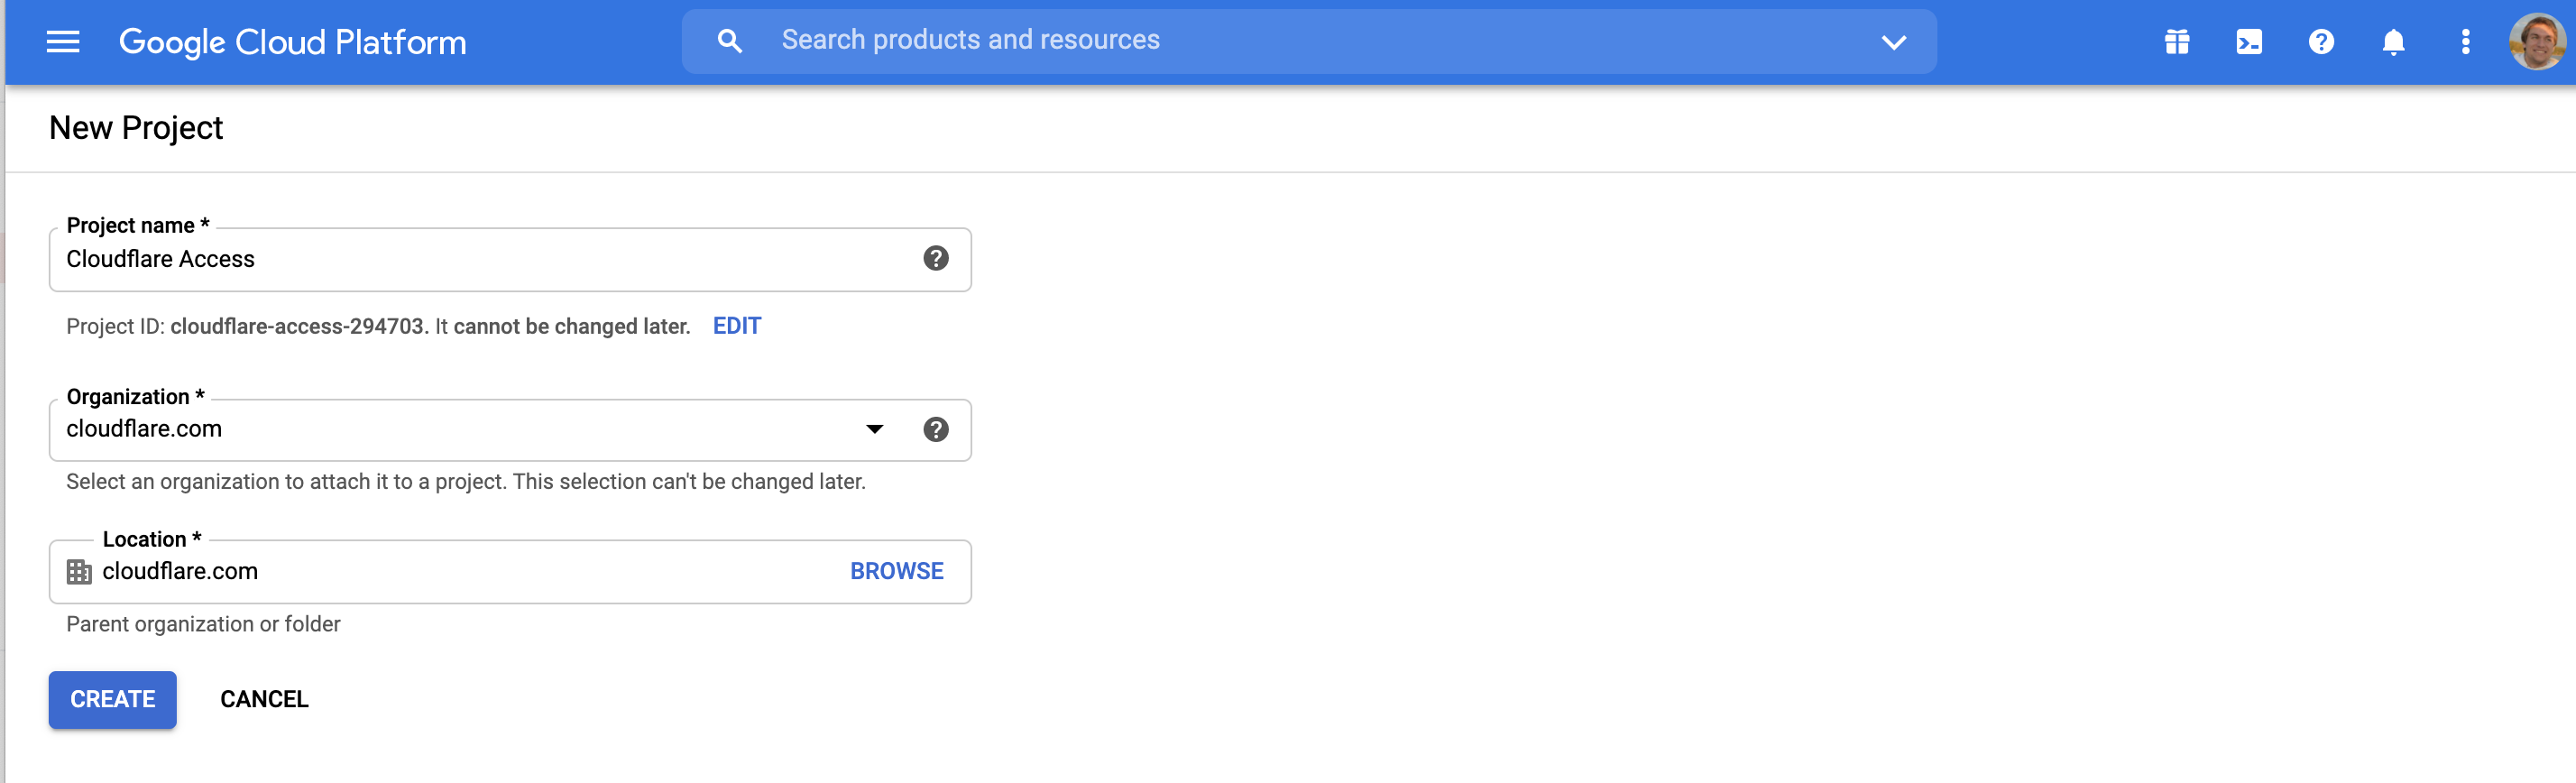 Google Cloud Platform
Search products and resources
New Project
Project name *
Cloudflare Access
Project ID: cloudflare-access-294703. It cannot be changed later. EDIT
Organization *
cloudflare.com
Select an organization to attach it to a project. This selection can't be changed later.
Location *
cloudflare.com BROWSE
Parent organization or folder
CREATE CANCEL